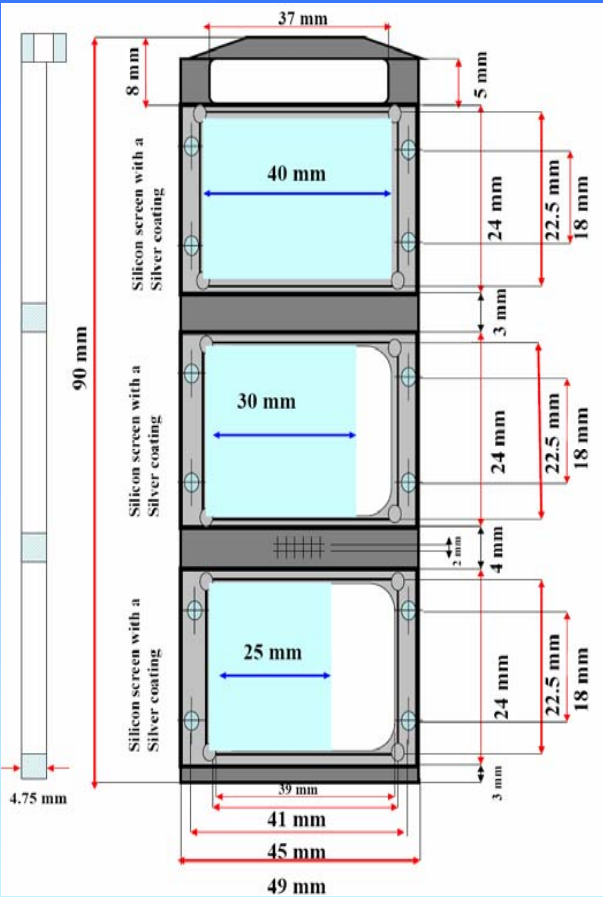 37 mm
8 mm
5 mm
Silicon screen with a
Silver coating
40 mm
24 mm
22.5 mm
18 mm
3 mm
90 mm
Silicon screen with a
Silver coating
30 mm
24 mm
22.5 mm
18 mm
2 mm
4 mm
Silicon screen with a
Silver coating
25 mm
24 mm
22.5 mm
18 mm
3 mm
4.75 mm
39 mm
41 mm
45 mm
49 mm